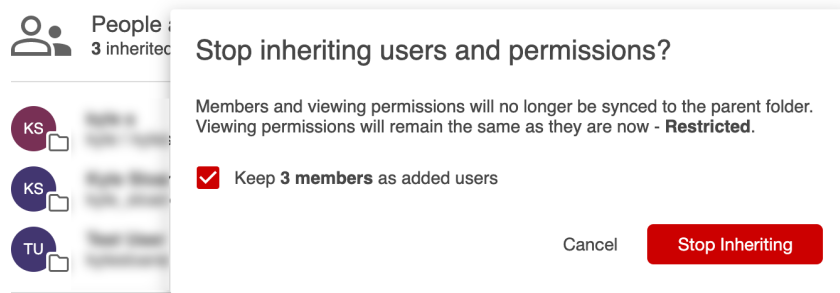 People
3 inherited
KS
KS
TU
Stop inheriting users and permissions?
Members and viewing permissions will no longer be synced to the parent folder.
Viewing permissions will remain the same as they are now - Restricted.
Keep 3 members as added users
Cancel
Stop Inheriting